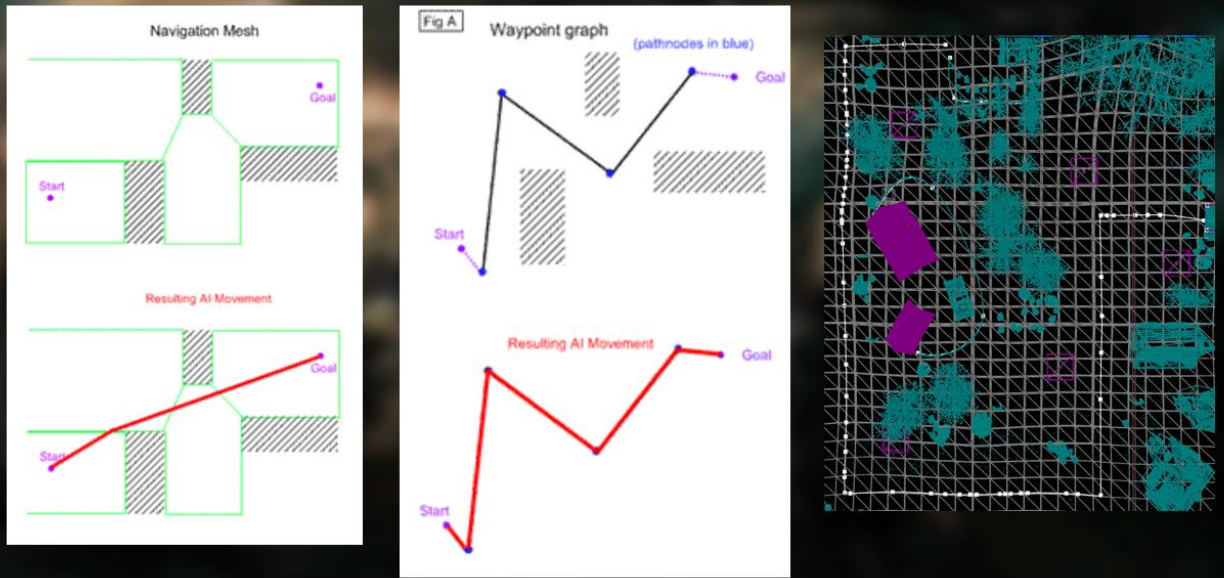 Navigation Mesh
Goal
Start
Resulting AI Movement
Goal
Start
Fig A
Waypoint graph
(pathnodes in blue)
Goal
Start
Resulting AI Movement
Goal
Start